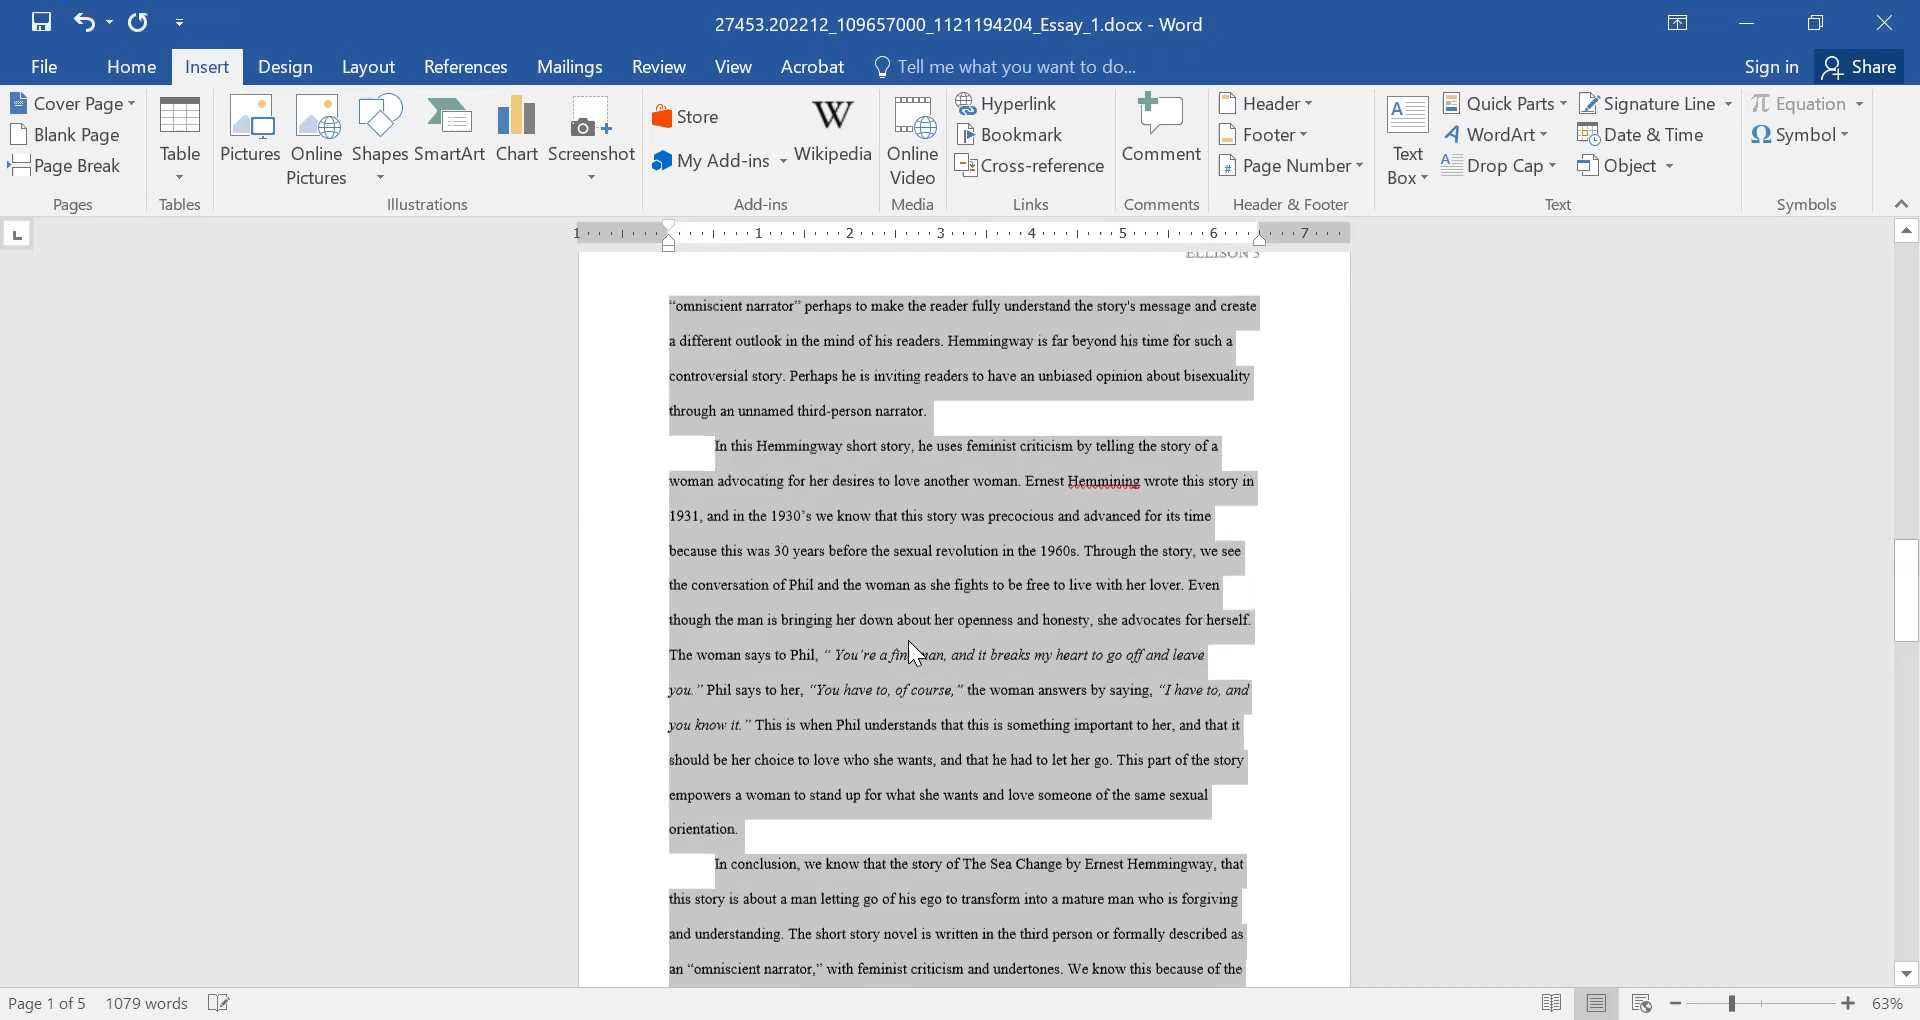 27453.202212_109657000_1121194204_Essay_1.docx - Word
File Home Insert Design Layout References Mailings Review View Acrobat Tell me what you want to do... Sign in Share
Cover Page
Blank Page
Page Break
Pages
Table
Tables
Pictures
Online
Pictures
Shapes
SmartArt
Chart
Screenshot
Illustrations
Store
My Add-ins
W
Wikipedia
Add-ins
Online
Video
Media
Hyperlink
Bookmark
Cross-reference
Links
Comment
Comments
Header
Footer
Page Number
Header & Footer
Text
Box
Quick Parts
WordArt
Drop Cap
Signature Line
Date & Time
Object
Text
Equation
Symbol
Symbols
1 1 2 3 4 5 6 7
“omniscient narrator” perhaps to make the reader fully understand the story's message and create
a different outlook in the mind of his readers. Hemmingway is far beyond his time for such a
controversial story. Perhaps he is inviting readers to have an unbiased opinion about bisexuality
through an unnamed third-person narrator.
In this Hemmingway short story, he uses feminist criticism by telling the story of a
woman advocating for her desires to love another woman. Ernest Hemmining wrote this story in
1931, and in the 1930’s we know that this story was precocious and advanced for its time
because this was 30 years before the sexual revolution in the 1960s. Through the story, we see
the conversation of Phil and the woman as she fights to be free to live with her lover. Even
though the man is bringing her down about her openness and honesty, she advocates for herself.
The woman says to Phil, “ You're a fine man, and it breaks my heart to go off and leave
you.” Phil says to her, “You have to, of course,” the woman answers by saying, “I have to, and
you know it.” This is when Phil understands that this is something important to her, and that it
should be her choice to love who she wants, and that he had to let her go. This part of the story
empowers a woman to stand up for what she wants and love someone of the same sexual
orientation.
In conclusion, we know that the story of The Sea Change by Ernest Hemmingway, that
this story is about a man letting go of his ego to transform into a mature man who is forgiving
and understanding. The short story novel is written in the third person or formally described as
an “omniscient narrator,” with feminist criticism and undertones. We know this because of the
Page 1 of 5 1079 words 63%